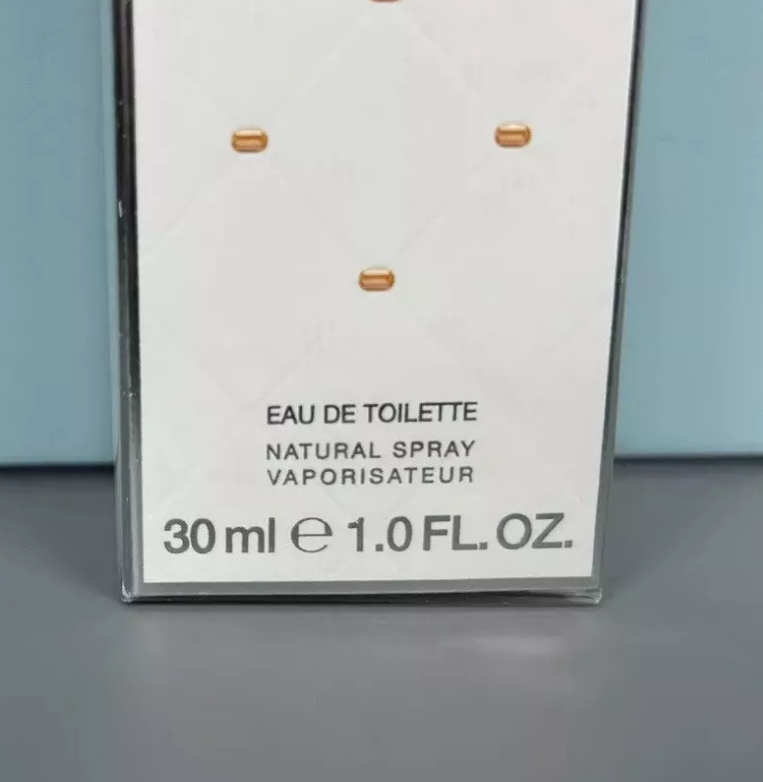 EAU DE TOILETTE
NATURAL SPRAY
VAPORISATEUR
30 ml ℮ 1.0 FL. OZ.